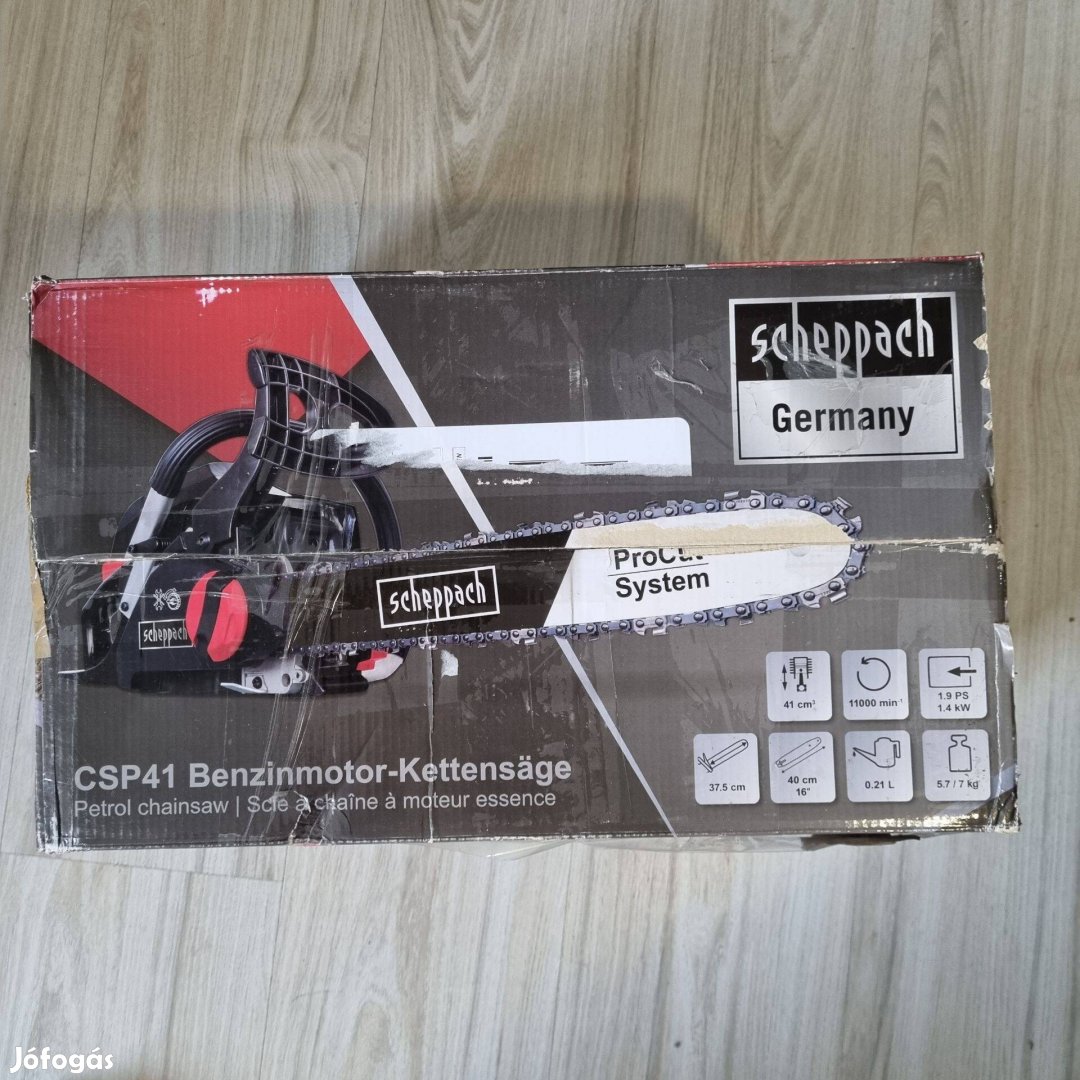 scheppach
Germany
ProCut
System
scheppach
scheppach
41 cm³
11000 min⁻¹
1.9 PS
1.4 kW
37.5 cm
40 cm
16"
0.21 L
5.7 / 7 kg
CSP41 Benzinmotor-Kettensäge
Petrol chainsaw | Scie à chaîne à moteur essence
Jófogás